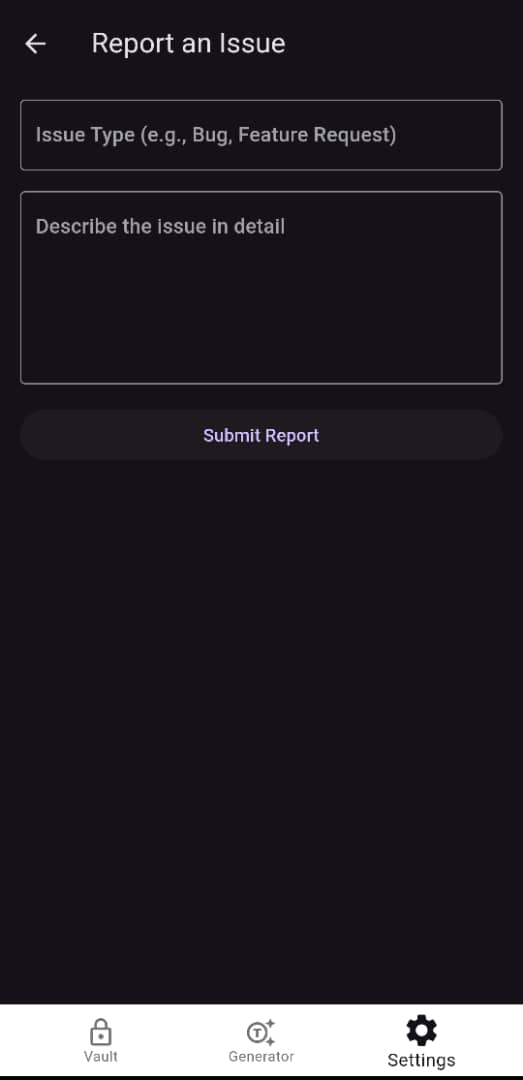 Report an Issue
Issue Type (e.g., Bug, Feature Request)
Describe the issue in detail
Submit Report
Vault
Generator
Settings